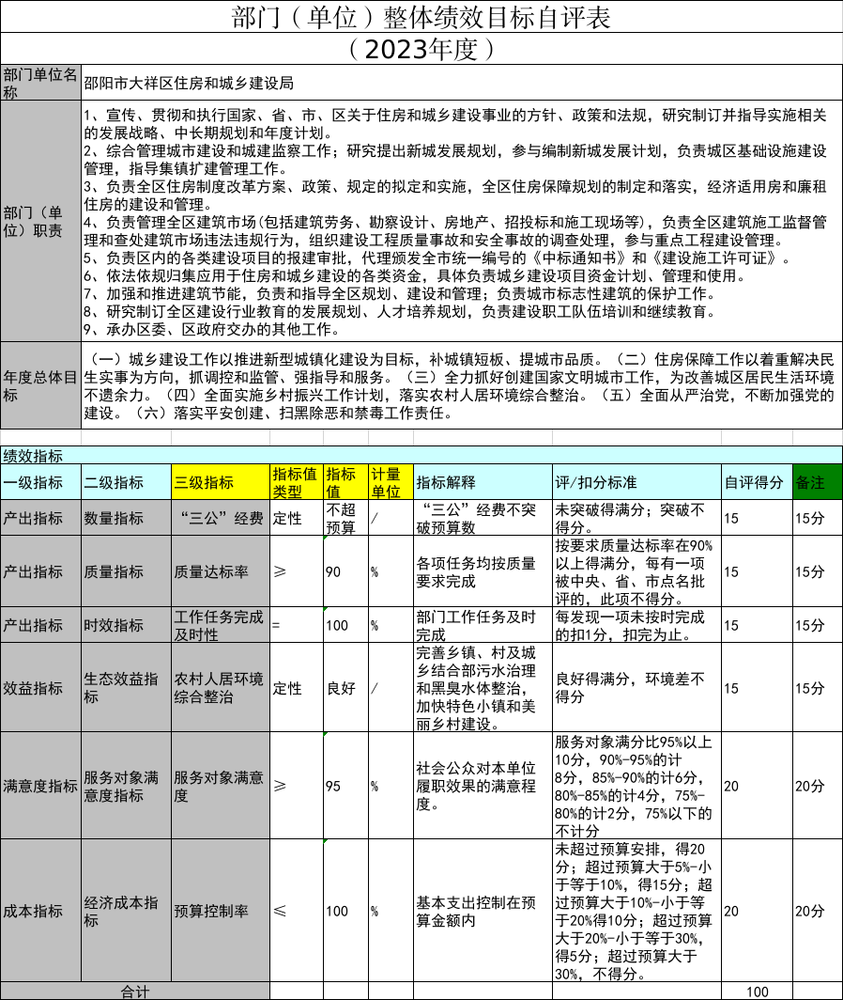 部门（单位）整体绩效目标自评表
（2023年度）
部门单位名
称
邵阳市大祥区住房和城乡建设局
部门（单
位）职责
1、宣传、贯彻和执行国家、省、市、区关于住房和城乡建设事业的方针、政策和法规，研究制订并指导实施相关
的发展战略、中长期规划和年度计划。
2、综合管理城市建设和城建监察工作；研究提出新城发展规划，参与编制新城发展计划，负责城区基础设施建设
管理，指导集镇扩建管理工作。
3、负责全区住房制度改革方案、政策、规定的拟定和实施，全区住房保障规划的制定和落实，经济适用房和廉租
住房的建设和管理。
4、负责管理全区建筑市场(包括建筑劳务、勘察设计、房地产、招投标和施工现场等)，负责全区建筑施工监督管
理和查处建筑市场违法违规行为，组织建设工程质量事故和安全事故的调查处理，参与重点工程建设管理。
5、负责区内的各类建设项目的报建审批，代理颁发全市统一编号的《中标通知书》和《建设施工许可证》。
6、依法依规归集应用于住房和城乡建设的各类资金，具体负责城乡建设项目资金计划、管理和使用。
7、加强和推进建筑节能，负责和指导全区规划、建设和管理；负责城市标志性建筑的保护工作。
8、研究制订全区建设行业教育的发展规划、人才培养规划，负责建设职工队伍培训和继续教育。
9、承办区委、区政府交办的其他工作。
年度总体目
标
（一）城乡建设工作以推进新型城镇化建设为目标，补城镇短板、提城市品质。（二）住房保障工作以着重解决民
生实事为方向，抓调控和监管、强指导和服务。（三）全力抓好创建国家文明城市工作，为改善城区居民生活环境
不遗余力。（四）全面实施乡村振兴工作计划，落实农村人居环境综合整治。（五）全面从严治党，不断加强党的
建设。（六）落实平安创建、扫黑除恶和禁毒工作责任。
绩效指标
一级指标
二级指标
三级指标
指标值
类型
指标
值
计量
单位
指标解释
评/扣分标准
自评得分
备注
产出指标
数量指标
“三公”经费
定性
不超
预算
/
“三公”经费不突
破预算数
未突破得满分；突破不
得分。
15
15分
产出指标
质量指标
质量达标率
≥
90
%
各项任务均按质量
要求完成
按要求质量达标率在90%
以上得满分，每有一项
被中央、省、市点名批
评的，此项不得分。
15
15分
产出指标
时效指标
工作任务完成
及时性
=
100
%
部门工作任务及时
完成
每发现一项未按时完成
的扣1分，扣完为止。
15
15分
效益指标
生态效益指
标
农村人居环境
综合整治
定性
良好
/
完善乡镇、村及城
乡结合部污水治理
和黑臭水体整治，
加快特色小镇和美
丽乡村建设。
良好得满分，环境差不
得分
15
15分
满意度指标
服务对象满
意度指标
服务对象满意
度
≥
95
%
社会公众对本单位
履职效果的满意程
度。
服务对象满分比95%以上
10分，90%-95%的计
8分，85%-90%的计6分，
80%-85%的计4分，75%-
80%的计2分，75%以下的
不计分
20
20分
成本指标
经济成本指
标
预算控制率
≤
100
%
基本支出控制在预
算金额内
未超过预算安排，得20
分；超过预算大于5%-小
于等于10%，得15分；超
过预算大于10%-小于等
于20%得10分；超过预算
大于20%-小于等于30%，
得5分；超过预算大于
30%，不得分。
20
20分
合计
100